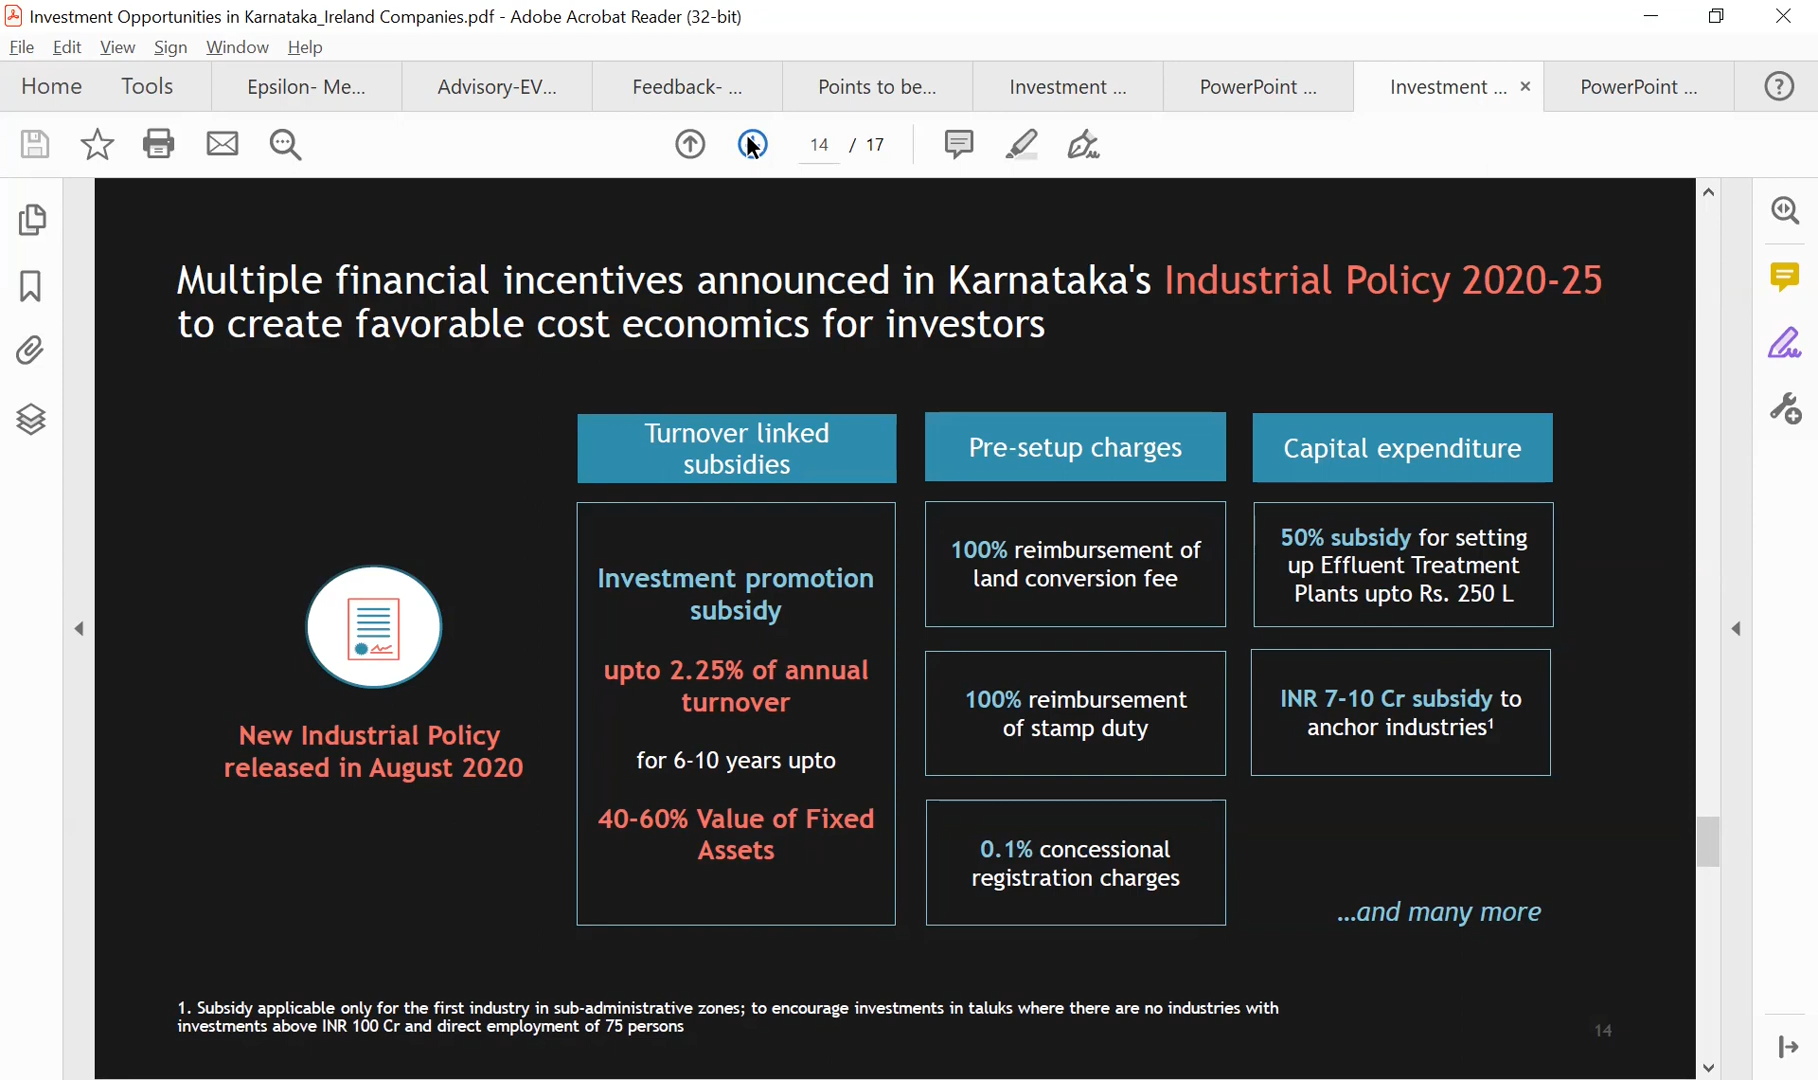 Investment Opportunities in Karnataka_Ireland Companies.pdf - Adobe Acrobat Reader (32-bit)
File Edit View Sign Window Help
Home Tools Epsilon- Me... Advisory-EV... Feedback- ... Points to be... Investment ... PowerPoint ... Investment ... × PowerPoint ...
14 / 17
Multiple financial incentives announced in Karnataka's Industrial Policy 2020-25
to create favorable cost economics for investors
New Industrial Policy
released in August 2020
Turnover linked
subsidies
Investment promotion
subsidy
upto 2.25% of annual
turnover
for 6-10 years upto
40-60% Value of Fixed
Assets
Pre-setup charges
100% reimbursement of
land conversion fee
100% reimbursement
of stamp duty
0.1% concessional
registration charges
Capital expenditure
50% subsidy for setting
up Effluent Treatment
Plants upto Rs. 250 L
INR 7-10 Cr subsidy to
anchor industries¹
...and many more
1. Subsidy applicable only for the first industry in sub-administrative zones; to encourage investments in taluks where there are no industries with
investments above INR 100 Cr and direct employment of 75 persons
14